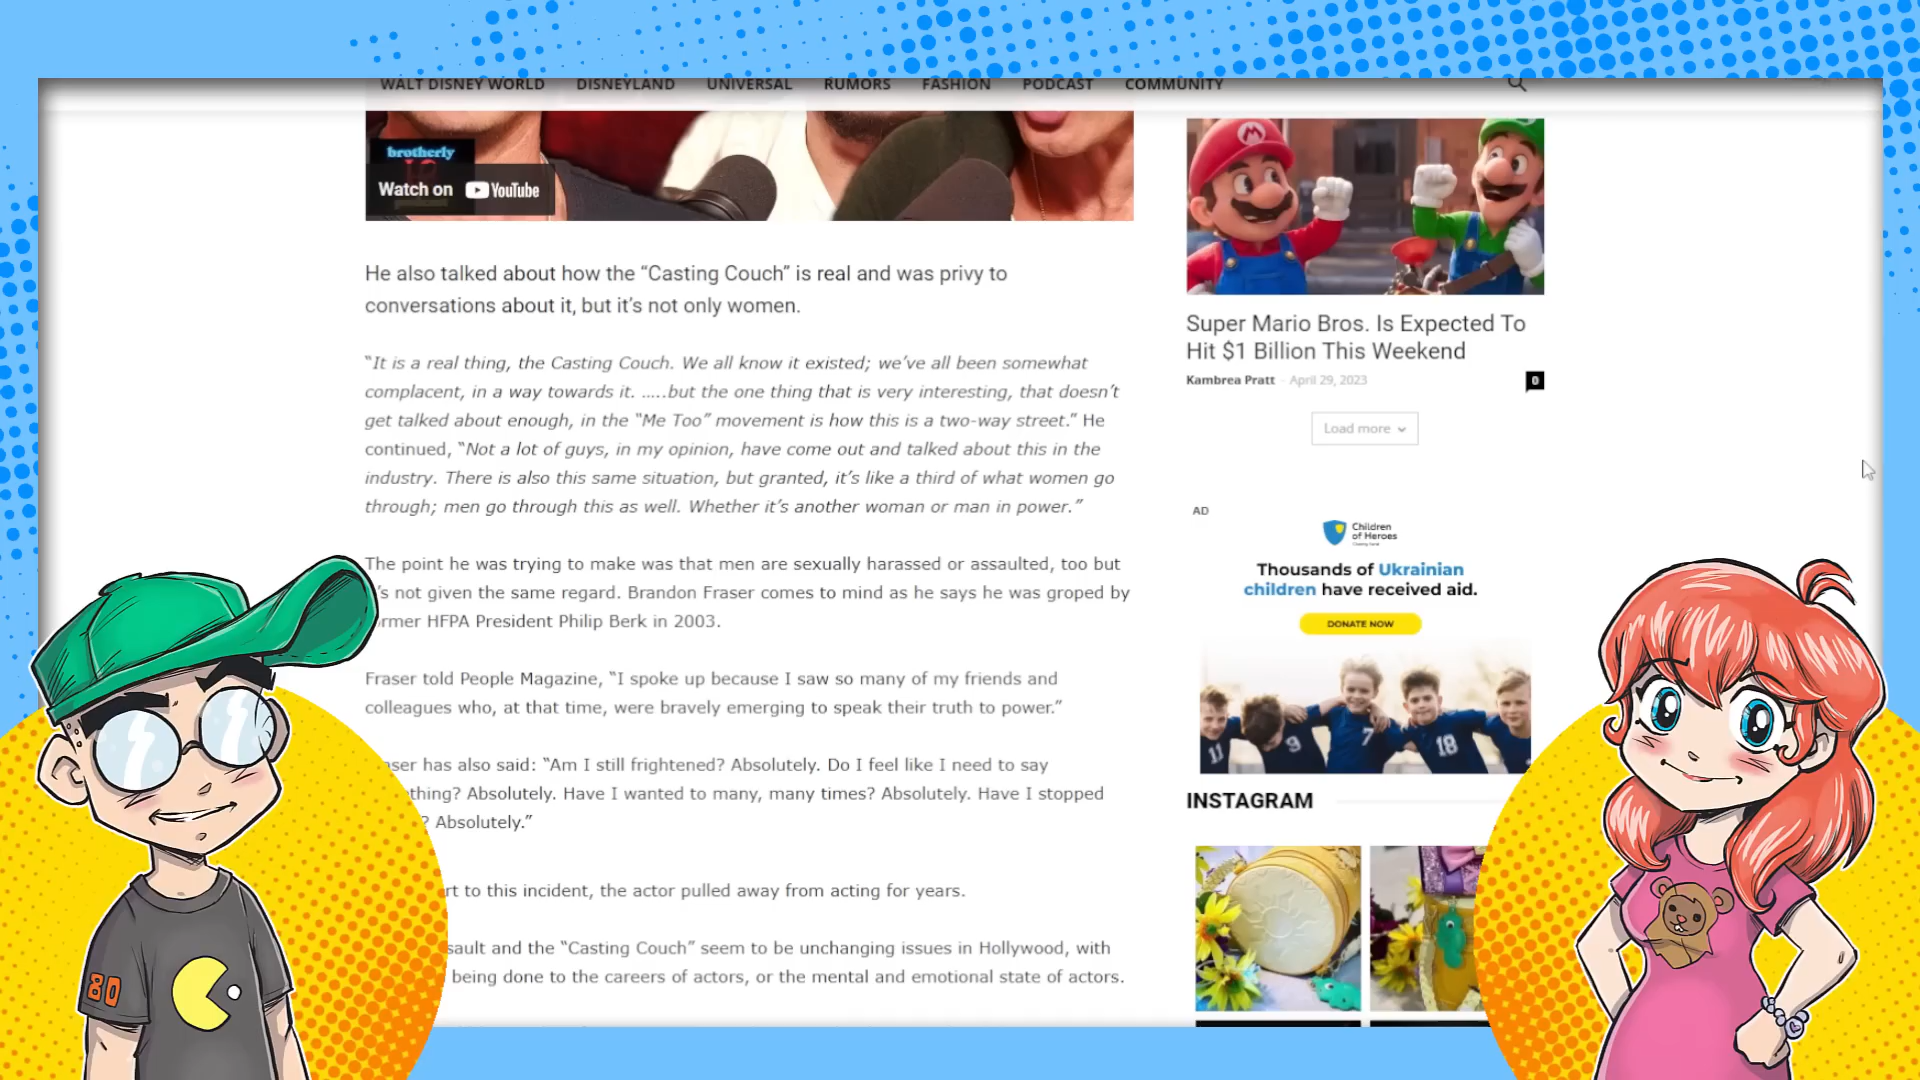 WALT DISNEY WORLD DISNEYLAND UNIVERSAL RUMORS FASHION PODCAST COMMUNITY
brotherly
Watch on YouTube
He also talked about how the “Casting Couch” is real and was privy to
conversations about it, but it’s not only women.
“It is a real thing, the Casting Couch. We all know it existed; we’ve all been somewhat
complacent, in a way towards it. …..but the one thing that is very interesting, that doesn’t
get talked about enough, in the “Me Too” movement is how this is a two-way street.” He
continued, “Not a lot of guys, in my opinion, have come out and talked about this in the
industry. There is also this same situation, but granted, it’s like a third of what women go
through; men go through this as well. Whether it’s another woman or man in power.”
The point he was trying to make was that men are sexually harassed or assaulted, too but
’s not given the same regard. Brandon Fraser comes to mind as he says he was groped by
rmer HFPA President Philip Berk in 2003.
Fraser told People Magazine, “I spoke up because I saw so many of my friends and
colleagues who, at that time, were bravely emerging to speak their truth to power.”
aser has also said: “Am I still frightened? Absolutely. Do I feel like I need to say
thing? Absolutely. Have I wanted to many, many times? Absolutely. Have I stopped
? Absolutely.”
rt to this incident, the actor pulled away from acting for years.
sault and the “Casting Couch” seem to be unchanging issues in Hollywood, with
being done to the careers of actors, or the mental and emotional state of actors.
Super Mario Bros. Is Expected To
Hit $1 Billion This Weekend
Kambrea Pratt - April 29, 2023 0
Load more
AD
Children
of Heroes
Thousands of Ukrainian
children have received aid.
DONATE NOW
11 9 7 18
INSTAGRAM
80